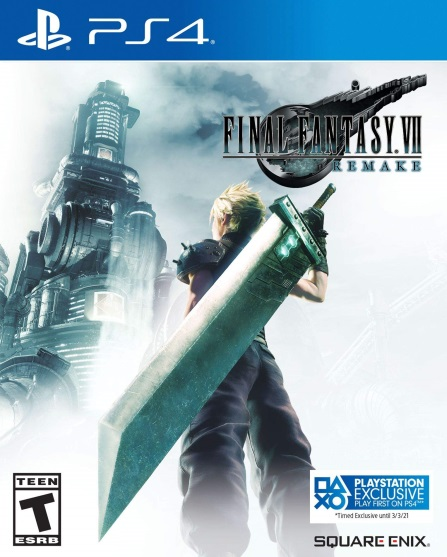 PS4
FINAL FANTASY VII
REMAKE
TEEN
T
ESRB
PLAYSTATION
EXCLUSIVE
PLAY FIRST ON PS4***
*Timed Exclusive until 3/3/21
SQUARE ENIX.